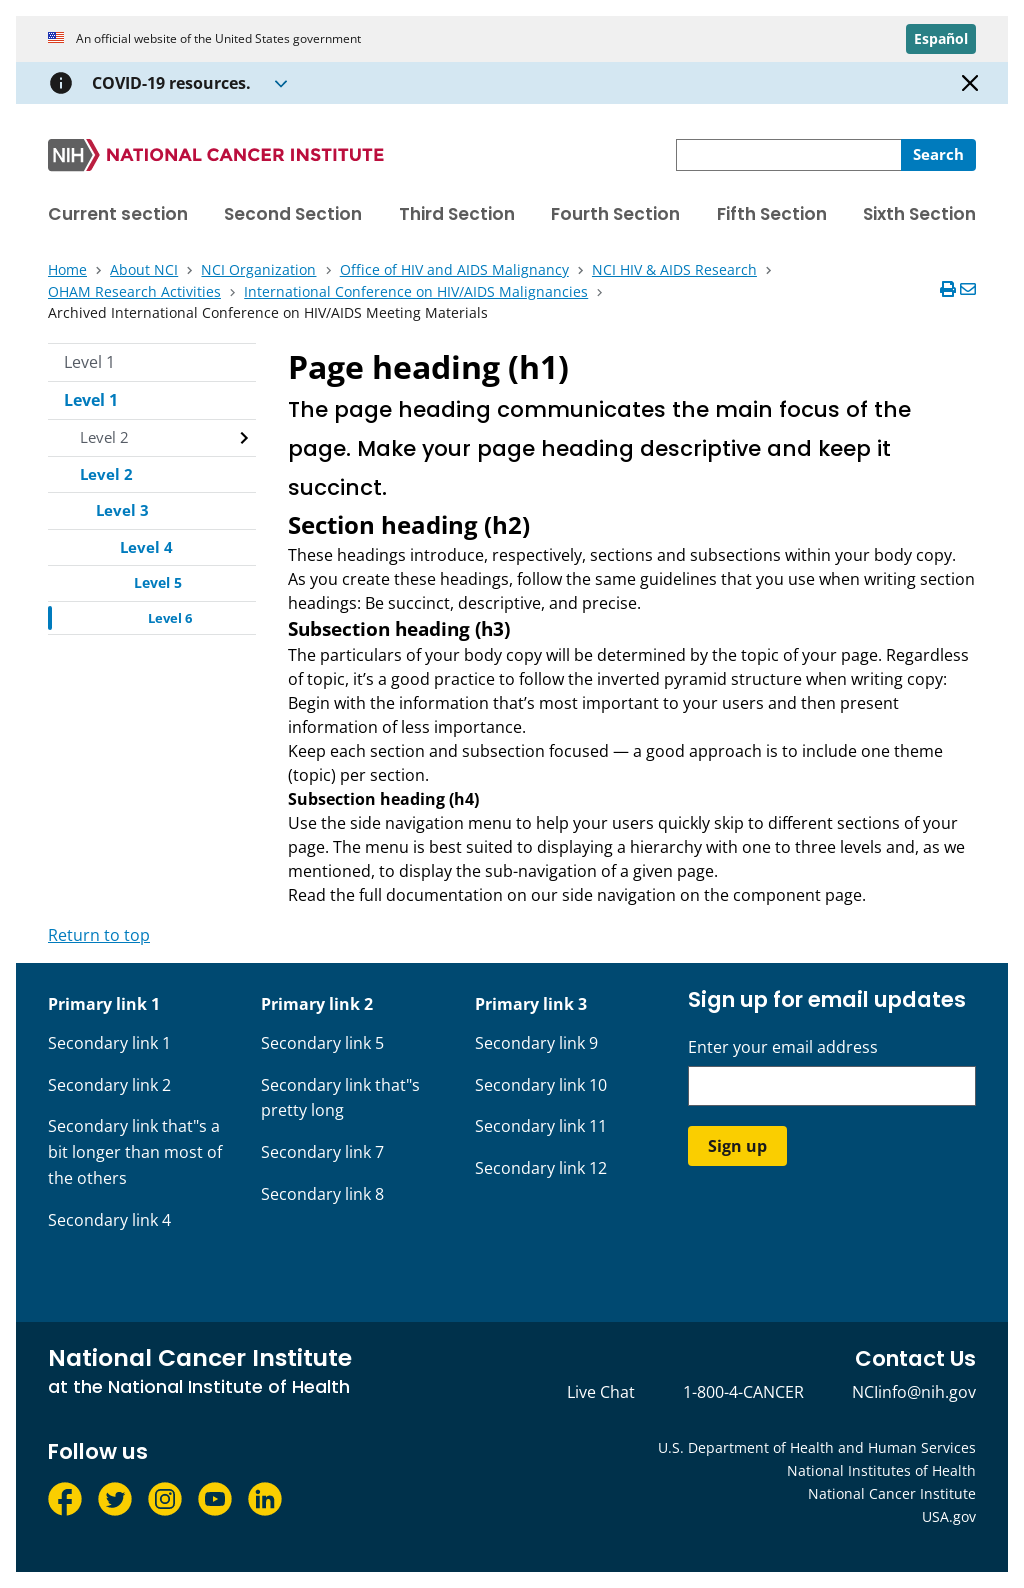 An official website of the United States government
Español
COVID-19 resources.
NIH NATIONAL CANCER INSTITUTE
Search
Current section Second Section Third Section Fourth Section Fifth Section Sixth Section
Home About NCI NCI Organization Office of HIV and AIDS Malignancy NCI HIV & AIDS Research
OHAM Research Activities International Conference on HIV/AIDS Malignancies
Archived International Conference on HIV/AIDS Meeting Materials
Level 1
Level 1
Level 2
Level 2
Level 3
Level 4
Level 5
Level 6
Page heading (h1)
The page heading communicates the main focus of the
page. Make your page heading descriptive and keep it
succinct.
Section heading (h2)
These headings introduce, respectively, sections and subsections within your body copy.
As you create these headings, follow the same guidelines that you use when writing section
headings: Be succinct, descriptive, and precise.
Subsection heading (h3)
The particulars of your body copy will be determined by the topic of your page. Regardless
of topic, it’s a good practice to follow the inverted pyramid structure when writing copy:
Begin with the information that’s most important to your users and then present
information of less importance.
Keep each section and subsection focused — a good approach is to include one theme
(topic) per section.
Subsection heading (h4)
Use the side navigation menu to help your users quickly skip to different sections of your
page. The menu is best suited to displaying a hierarchy with one to three levels and, as we
mentioned, to display the sub-navigation of a given page.
Read the full documentation on our side navigation on the component page.
Return to top
Primary link 1
Secondary link 1
Secondary link 2
Secondary link that"s a
bit longer than most of
the others
Secondary link 4
Primary link 2
Secondary link 5
Secondary link that"s
pretty long
Secondary link 7
Secondary link 8
Primary link 3
Secondary link 9
Secondary link 10
Secondary link 11
Secondary link 12
Sign up for email updates
Enter your email address
Sign up
National Cancer Institute
at the National Institute of Health
Contact Us
Live Chat 1-800-4-CANCER NCIinfo@nih.gov
Follow us
U.S. Department of Health and Human Services
National Institutes of Health
National Cancer Institute
USA.gov